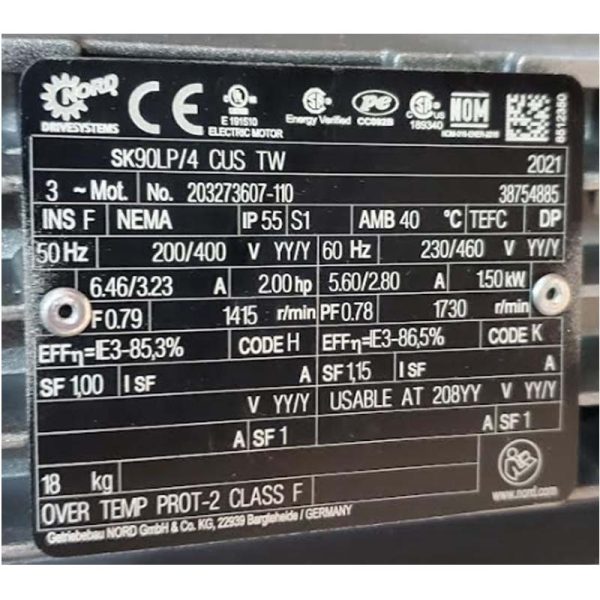 NORD
DRIVESYSTEMS
CE
E 191510
ELECTRIC MOTOR
Energy Verified
CC092B
189340
NOM
SK90LP/4 CUS TW 2021
3 ~Mot. No. 203273607-110 38754885
INS F NEMA IP 55 S1 AMB 40 °C TEFC DP
50 Hz 200/400 V YY/Y 60 Hz 230/460 V YY/Y
6.46/3.23 A 2.00 hp 5.60/2.80 A 1.50 kW
F 0.79 1415 r/min PF 0.78 1730 r/min
EFFη=IE3-85,3% CODE H EFFη=IE3-86,5% CODE K
SF 1,00 I SF A SF 1,15 I SF A
V YY/Y USABLE AT 208YY V YY/Y
A SF 1 A SF 1
18 kg
OVER TEMP PROT-2 CLASS F
www.nord.com
Getriebebau NORD GmbH & Co. KG, 22939 Bargteheide / GERMANY